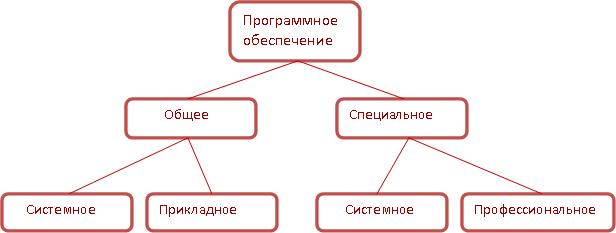 Программное
обеспечение
Общее
Специальное
Системное
Прикладное
Системное
Профессиональное